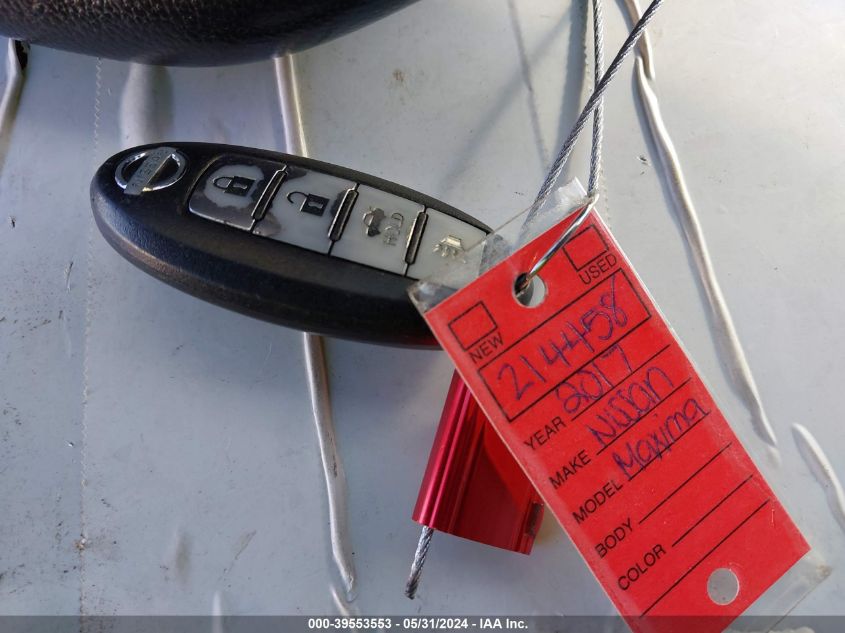 NISSAN
HOLD
NEW
USED
214458
YEAR 2017
MAKE Nissan
MODEL Maxima
BODY
COLOR
000-39553553 - 05/31/2024 - IAA Inc.